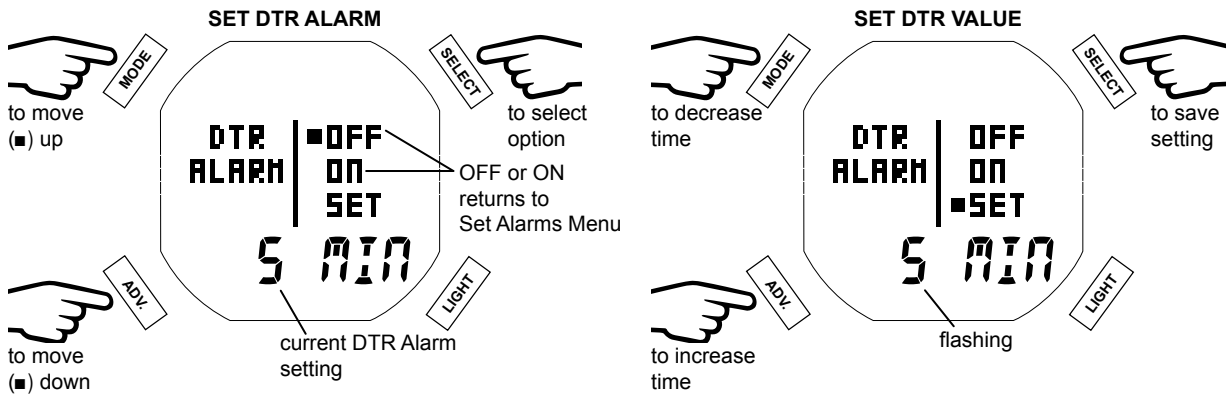 SET DTR ALARM
MODE
SELECT
to move
(■) up
to select
option
DTR
ALARM
■OFF
ON
SET
OFF or ON
returns to
Set Alarms Menu
5 MIN
ADV.
LIGHT
to move
(■) down
current DTR Alarm
setting
SET DTR VALUE
MODE
SELECT
to decrease
time
to save
setting
DTR
ALARM
OFF
ON
■SET
5 MIN
ADV.
LIGHT
to increase
time
flashing